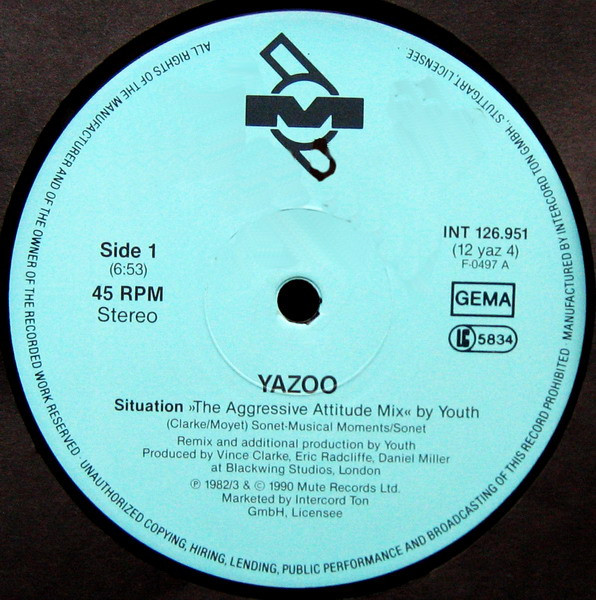 M
Side 1
(6:53)
45 RPM
Stereo
INT 126.951
(12 yaz 4)
F-0497 A
GEMA
LC 5834
YAZOO
Situation »The Aggressive Attitude Mix« by Youth
(Clarke/Moyet) Sonet-Musical Moments/Sonet
Remix and additional production by Youth
Produced by Vince Clarke, Eric Radcliffe, Daniel Miller
at Blackwing Studios, London
℗ 1982/3 & © 1990 Mute Records Ltd.
Marketed by Intercord Ton
GmbH, Licensee
ALL RIGHTS OF THE MANUFACTURER AND OF THE OWNER OF THE RECORDED WORK RESERVED · UNAUTHORIZED COPYING, HIRING, LENDING, PUBLIC PERFORMANCE AND BROADCASTING OF THIS RECORD PROHIBITED · MANUFACTURED BY INTERCORD TON GMBH, STUTTGART, LICENSEE